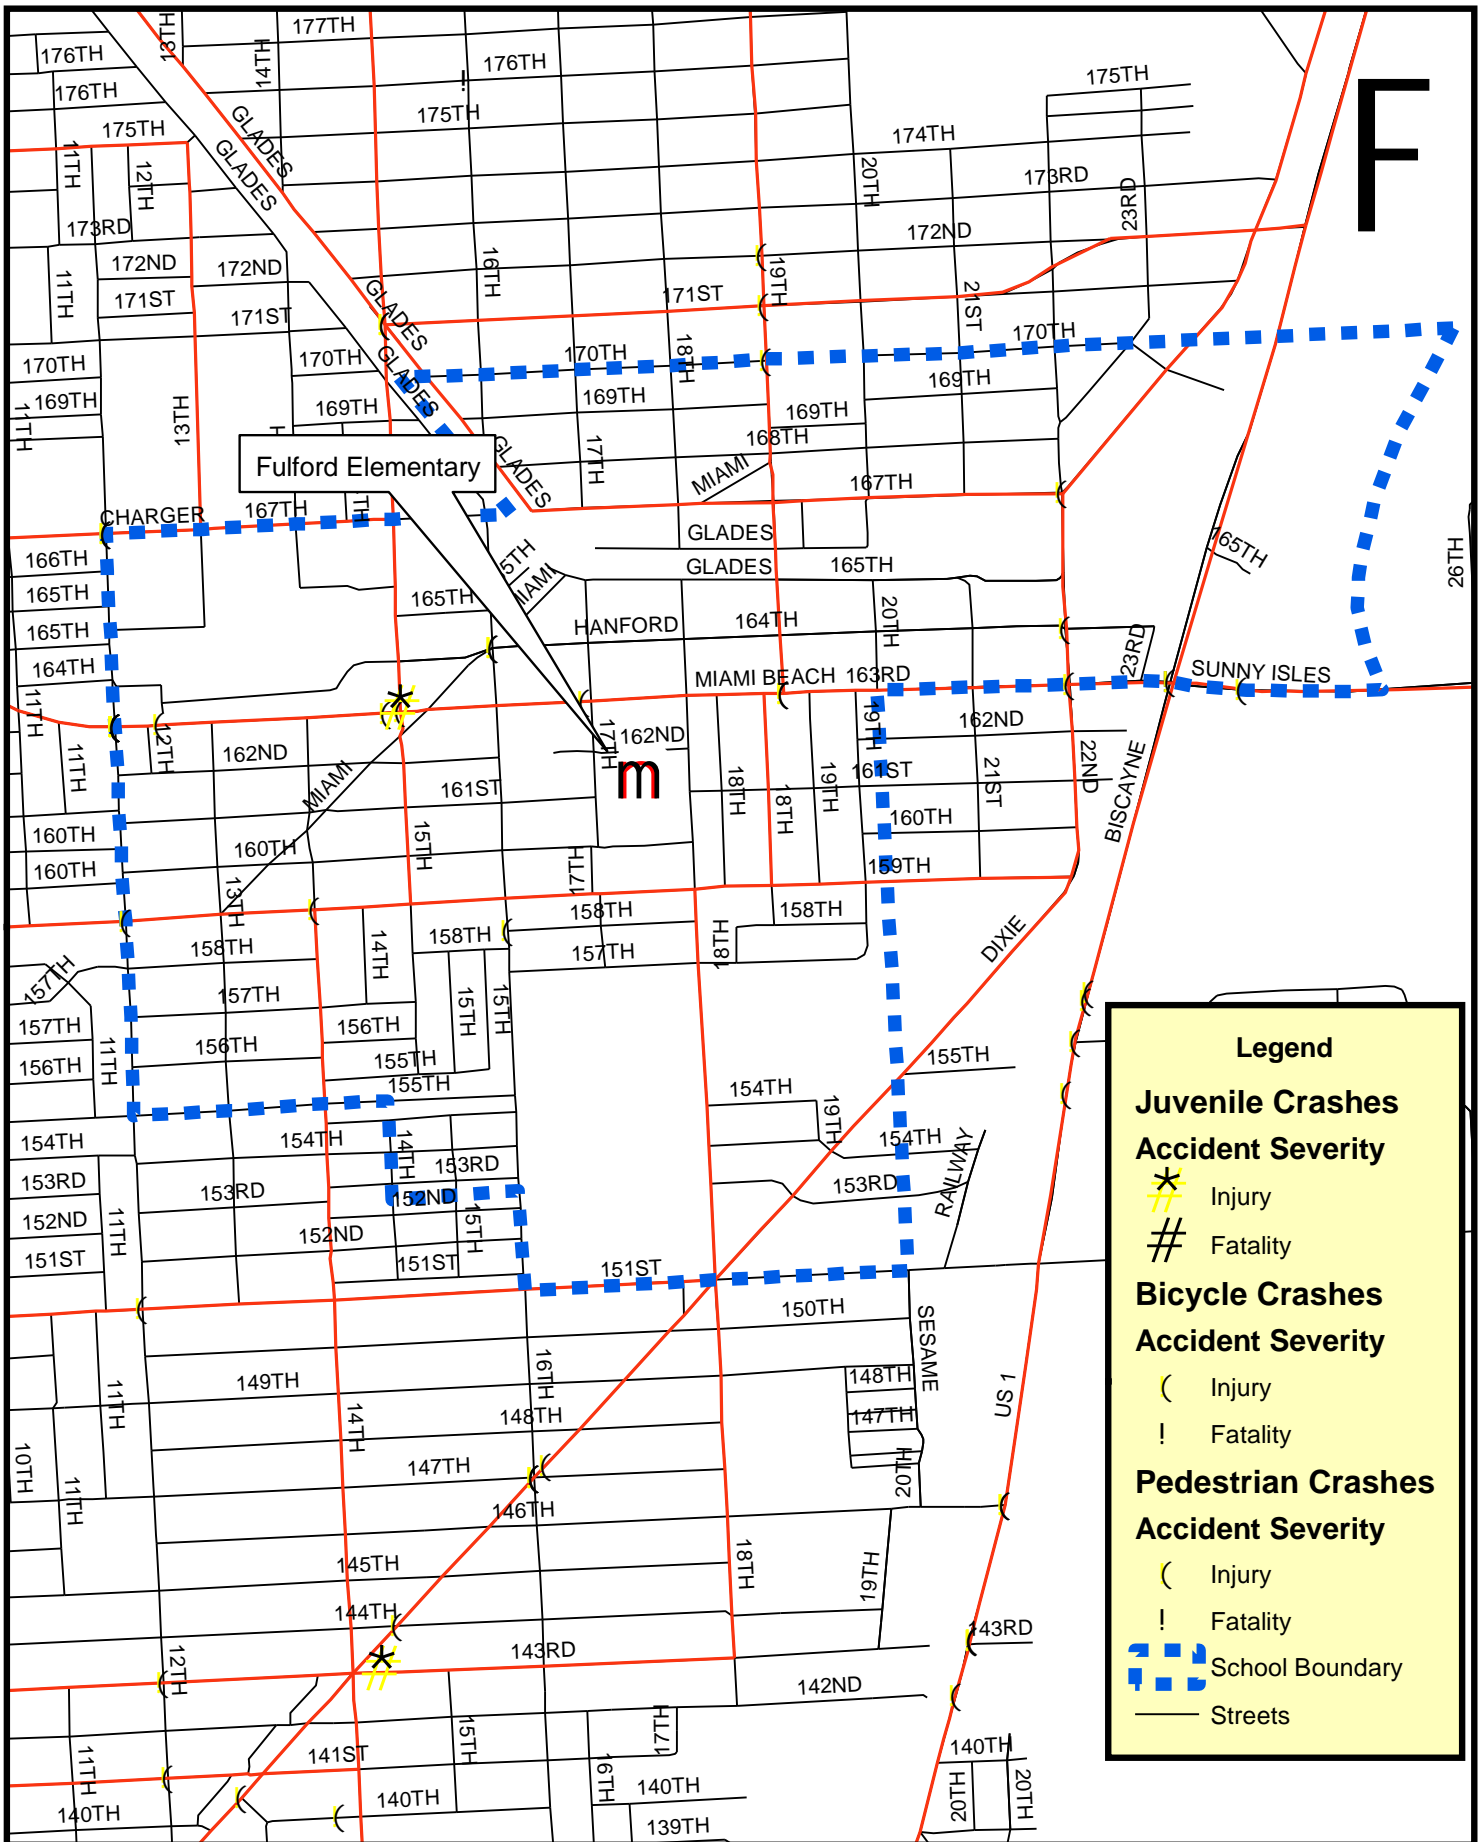 177TH
13TH
14TH
176TH
176TH
175TH
176TH
175TH
GLADES
175TH
174TH
GLADES
11TH
12TH
20TH
173RD
23RD
173RD
172ND
172ND
172ND
16TH
19TH
11TH
171ST
171ST
GLADES
171ST
21ST
170TH
170TH
170TH
18TH
170TH
GLADES
169TH
169TH
169TH
169TH
169TH
11TH
13TH
168TH
Fulford Elementary
GLADES
17TH
MIAMI
167TH
CHARGER
167TH
GLADES
165TH
166TH
GLADES
165TH
26TH
165TH
165TH
165TH
HANFORD
164TH
20TH
23RD
164TH
MIAMI BEACH
163RD
SUNNY ISLES
11TH
12TH
162ND
17TH
162ND
19TH
162ND
11TH
MIAMI
161ST
m
18TH
18TH
19TH
161ST
21ST
22ND
BISCAYNE
160TH
160TH
15TH
160TH
160TH
13TH
17TH
159TH
158TH
158TH
158TH
158TH
14TH
157TH
18TH
DIXIE
157TH
157TH
15TH
15TH
157TH
156TH
156TH
156TH
11TH
155TH
155TH
155TH
154TH
19TH
154TH
154TH
14TH
154TH
153RD
153RD
153RD
153RD
RAILWAY
152ND
152ND
11TH
152ND
15TH
151ST
151ST
151ST
150TH
SESAME
16TH
149TH
148TH
11TH
US 1
148TH
147TH
14TH
10TH
147TH
20TH
11TH
146TH
145TH
18TH
19TH
144TH
143RD
143RD
12TH
142ND
15TH
17TH
141ST
11TH
16TH
140TH
140TH
140TH
140TH
20TH
20TH
139TH
F
Legend
Juvenile Crashes
Accident Severity
Injury
Fatality
Bicycle Crashes
Accident Severity
( Injury
! Fatality
Pedestrian Crashes
Accident Severity
( Injury
! Fatality
School Boundary
Streets